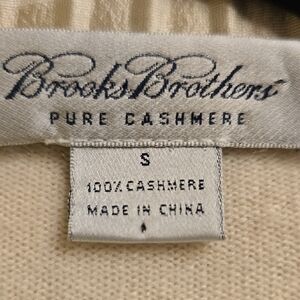 Brooks Brothers
PURE CASHMERE
S
100% CASHMERE
MADE IN CHINA